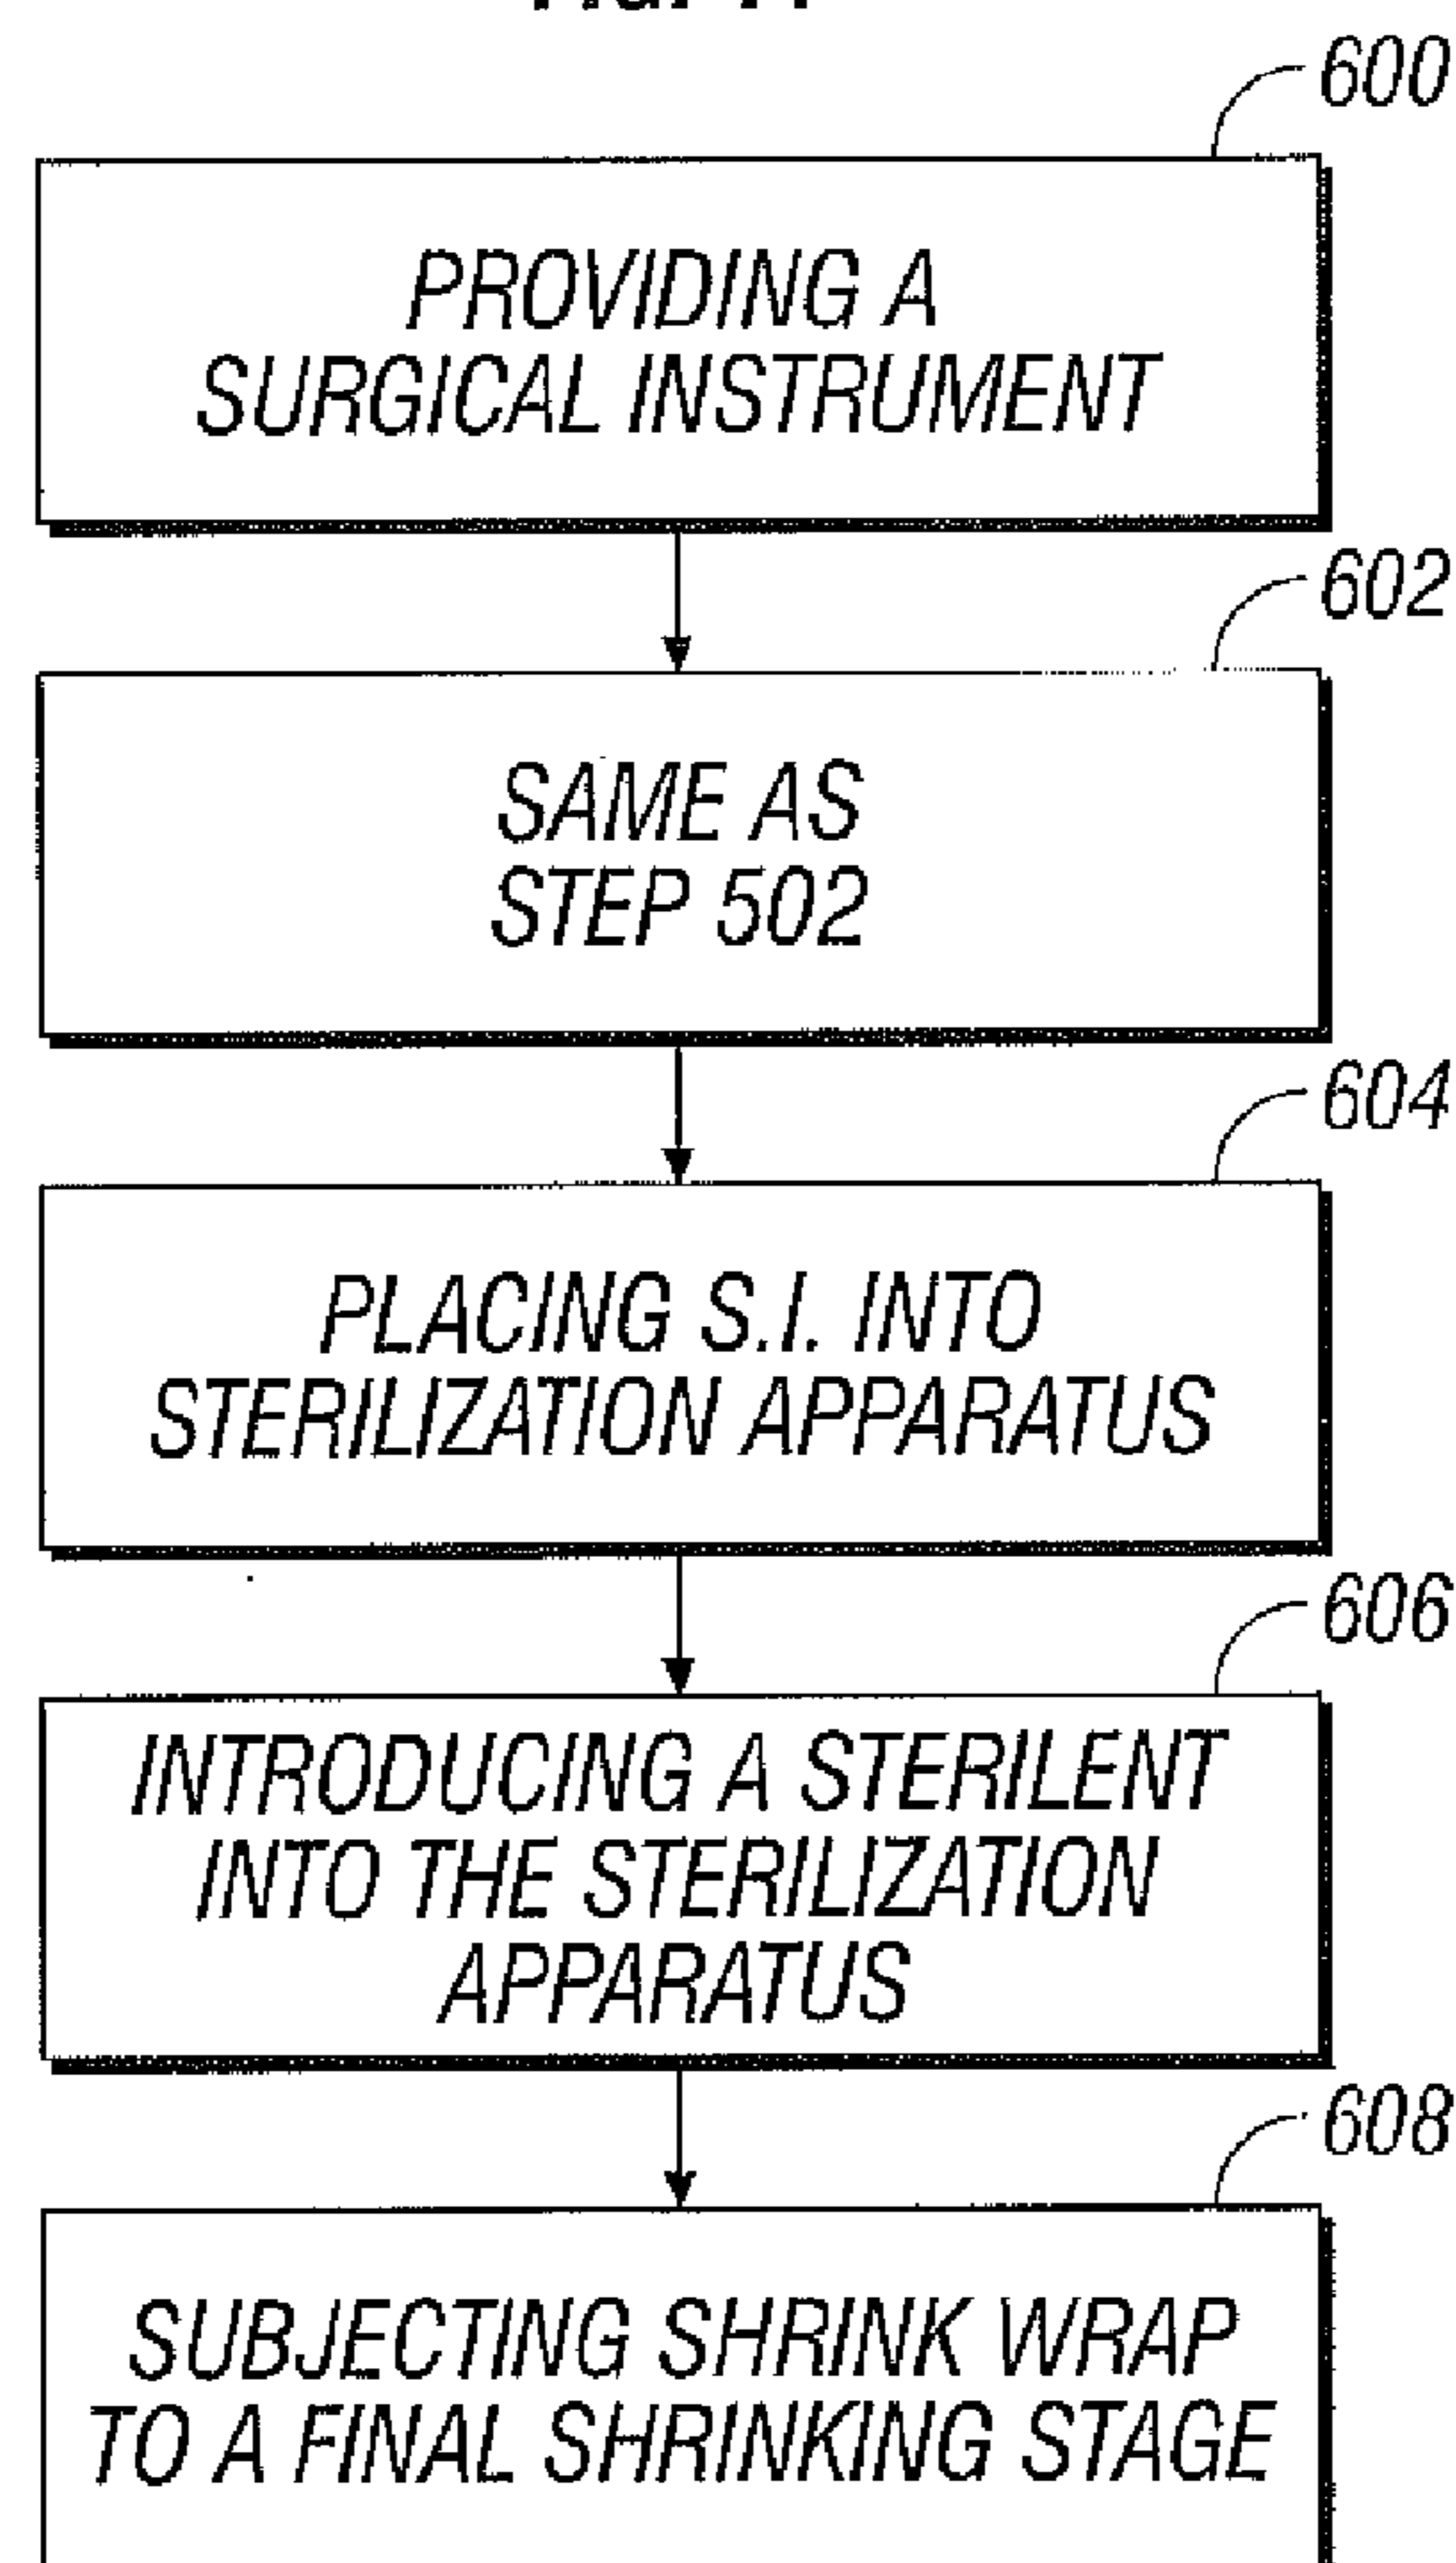 600
PROVIDING A
SURGICAL INSTRUMENT
602
SAME AS
STEP 502
604
PLACING S.I. INTO
STERILIZATION APPARATUS
606
INTRODUCING A STERILENT
INTO THE STERILIZATION
APPARATUS
608
SUBJECTING SHRINK WRAP
TO A FINAL SHRINKING STAGE